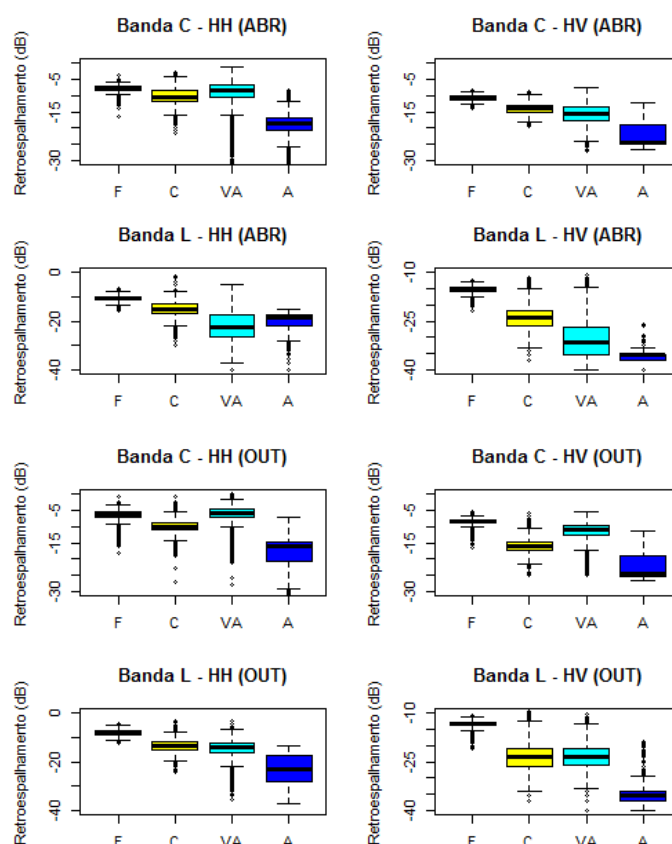 Banda C - HH (ABR)
Retroespalhamento (dB)
-5
-15
-30
F C VA A
Banda C - HV (ABR)
Retroespalhamento (dB)
-5
-15
-30
F C VA A
Banda L - HH (ABR)
Retroespalhamento (dB)
0
-20
-40
F C VA A
Banda L - HV (ABR)
Retroespalhamento (dB)
-10
-25
-40
F C VA A
Banda C - HH (OUT)
Retroespalhamento (dB)
-5
-15
-30
F C VA A
Banda C - HV (OUT)
Retroespalhamento (dB)
-5
-15
-30
F C VA A
Banda L - HH (OUT)
Retroespalhamento (dB)
0
-20
-40
F C VA A
Banda L - HV (OUT)
Retroespalhamento (dB)
-10
-25
-40
F C VA A